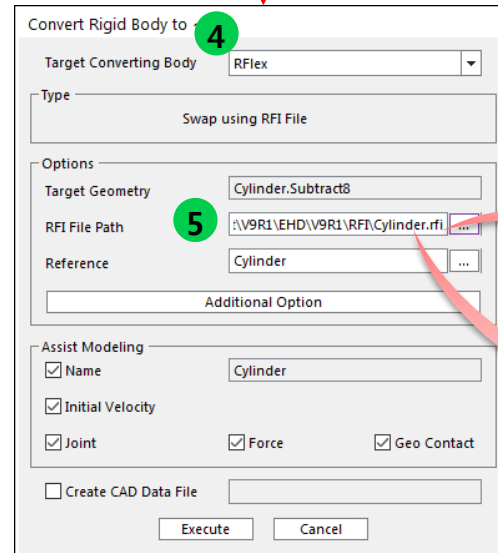 Convert Rigid Body to
4
Target Converting Body RFlex
Type
Swap using RFI File
Options
Target Geometry Cylinder.Subtract8
RFI File Path 5 :\V9R1\EHD\V9R1\RFI\Cylinder.rfi ...
Reference Cylinder ...
Additional Option
Assist Modeling
Name Cylinder
Initial Velocity
Joint Force Geo Contact
Create CAD Data File
Execute Cancel